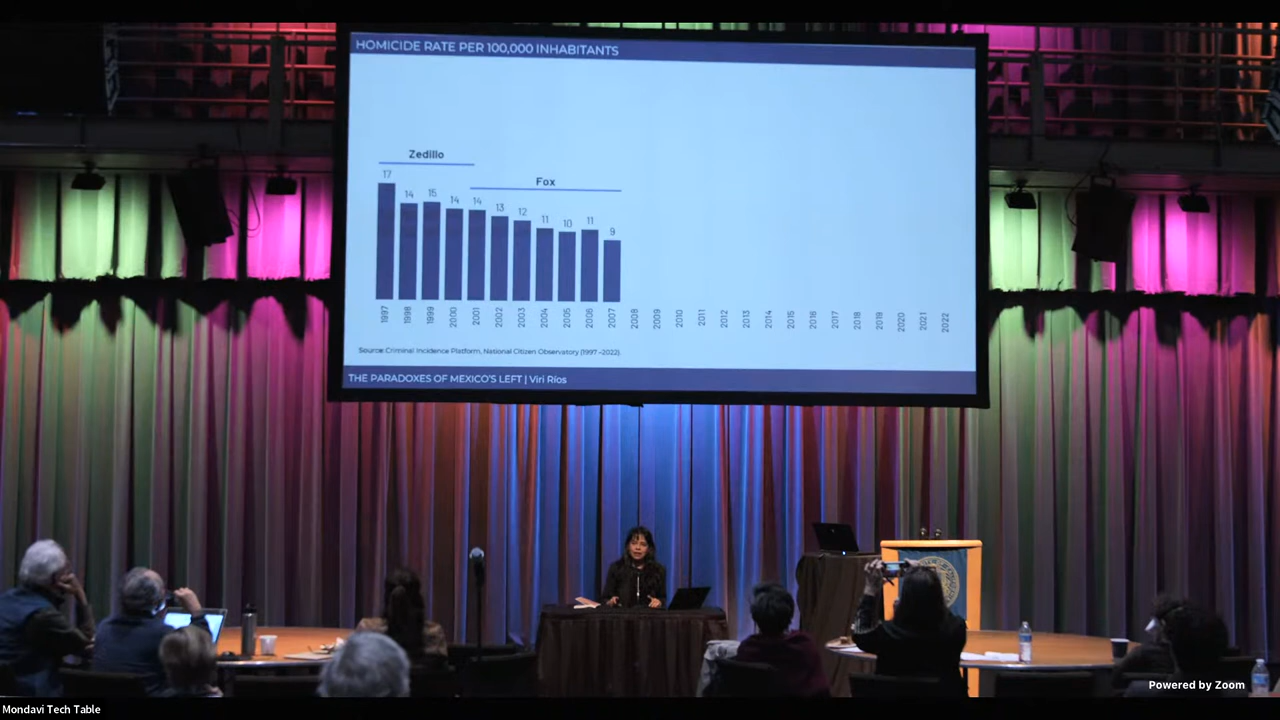 HOMICIDE RATE PER 100,000 INHABITANTS
Zedillo
Fox
17 14 15 14 14 13 12 11 10 11 9
1997 1998 1999 2000 2001 2002 2003 2004 2005 2006 2007 2008 2009 2010 2011 2012 2013 2014 2015 2016 2017 2018 2019 2020 2021 2022
Source: Criminal Incidence Platform, National Citizen Observatory (1997 –2022).
THE PARADOXES OF MEXICO'S LEFT | Viri Ríos
Powered by Zoom
Mondavi Tech Table